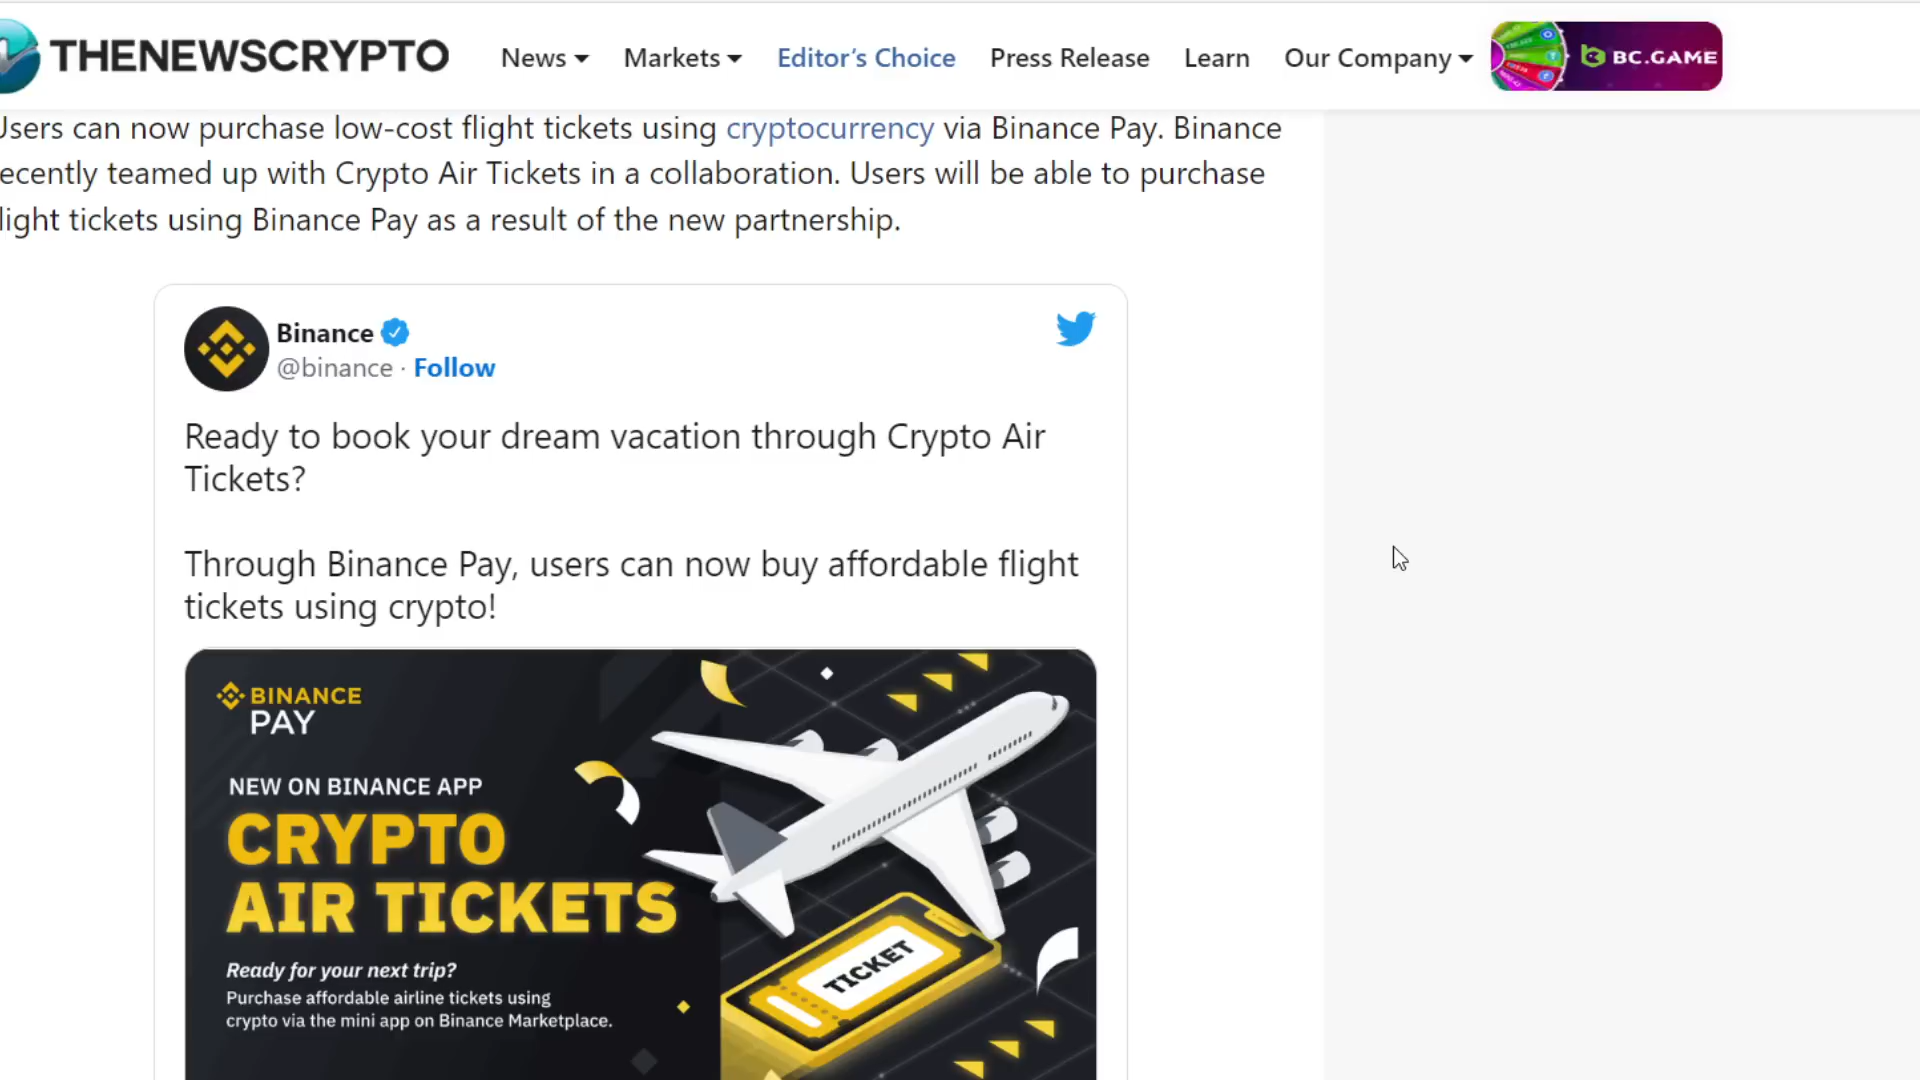 THENEWSCRYPTO News Markets Editor's Choice Press Release Learn Our Company BC.GAME
Users can now purchase low-cost flight tickets using cryptocurrency via Binance Pay. Binance
ecently teamed up with Crypto Air Tickets in a collaboration. Users will be able to purchase
light tickets using Binance Pay as a result of the new partnership.
Binance
@binance · Follow
Ready to book your dream vacation through Crypto Air
Tickets?
Through Binance Pay, users can now buy affordable flight
tickets using crypto!
BINANCE
PAY
NEW ON BINANCE APP
CRYPTO
AIR TICKETS
Ready for your next trip?
Purchase affordable airline tickets using
crypto via the mini app on Binance Marketplace.
TICKET